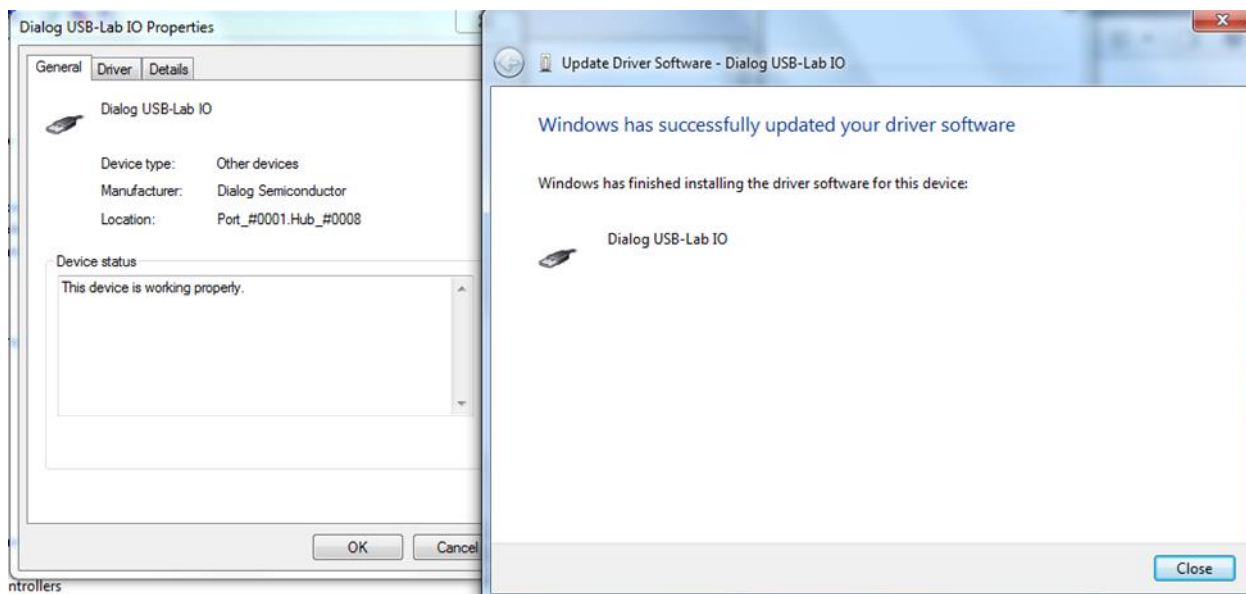 Dialog USB-Lab IO Properties
General Driver Details
Dialog USB-Lab IO
Device type: Other devices
Manufacturer: Dialog Semiconductor
Location: Port_#0001.Hub_#0008
Device status
This device is working properly.
OK Cancel
ntrollers
Update Driver Software - Dialog USB-Lab IO
Windows has successfully updated your driver software
Windows has finished installing the driver software for this device:
Dialog USB-Lab IO
Close